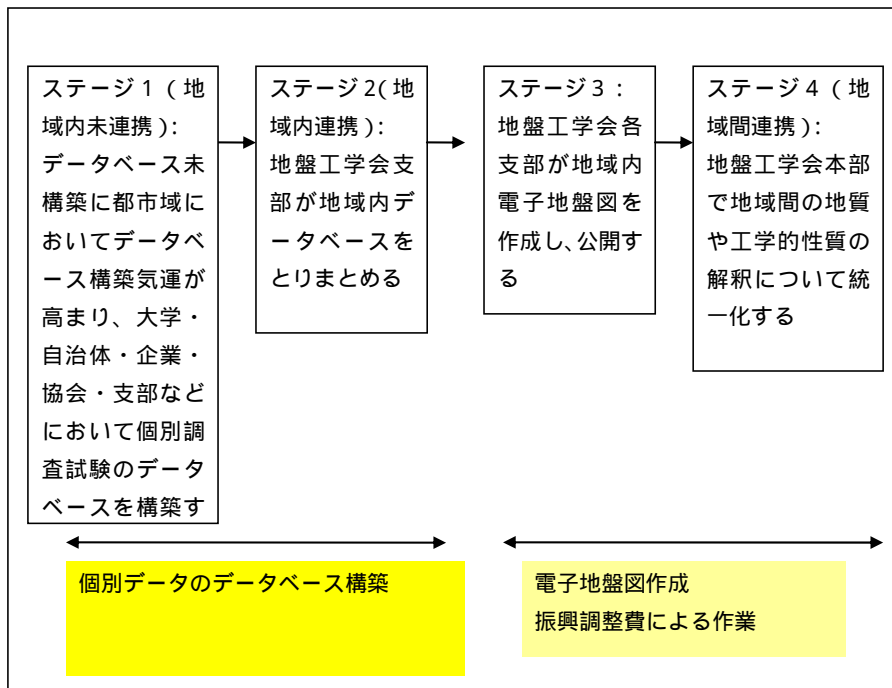 ステージ１（地
域内未連携）：
データベース未
構築に都市域に
おいてデータベ
ース構築気運が
高まり、大学・
自治体・企業・
協会・支部など
において個別調
査試験のデータ
ベースを構築す
ステージ２（地
域内連携）：
地盤工学会支
部が地域内デ
ータベースを
とりまとめる
ステージ３：
地盤工学会各
支部が地域内
電子地盤図を
作成し、公開す
る
ステージ４（地
域間連携）：
地盤工学会本部
で地域間の地質
や工学的性質の
解釈について統
一化する
個別データのデータベース構築
電子地盤図作成
振興調整費による作業